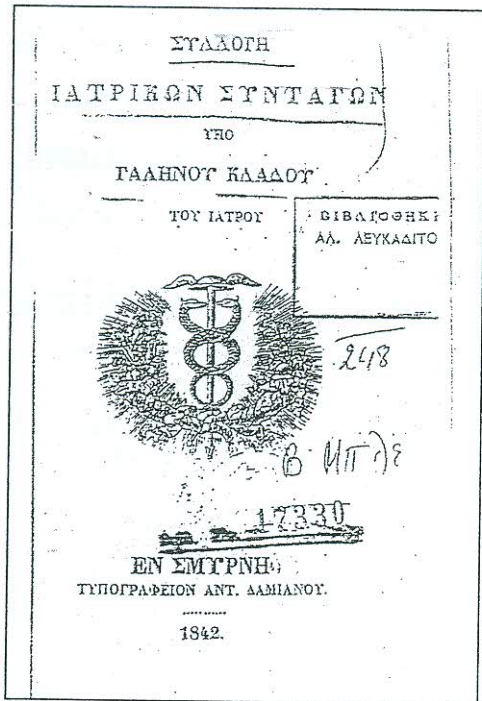 ΣΥΛΛΟΓΗ
ΙΑΤΡΙΚΩΝ ΣΥΝΤΑΓΩΝ
ΥΠΟ
ΓΑΛΗΝΟΥ ΚΛΑΔΟΥ
ΤΟΥ ΙΑΤΡΟΥ
ΒΙΒΛΙΟΘΗΚΗ
ΑΛ. ΛΕΥΚΑΔΙΤΟ
248
Β ΜΠλε
17330
ΕΝ ΣΜΥΡΝΗ
ΤΥΠΟΓΡΑΦΕΙΟΝ ΑΝΤ. ΔΑΜΙΑΝΟΥ.
1842.